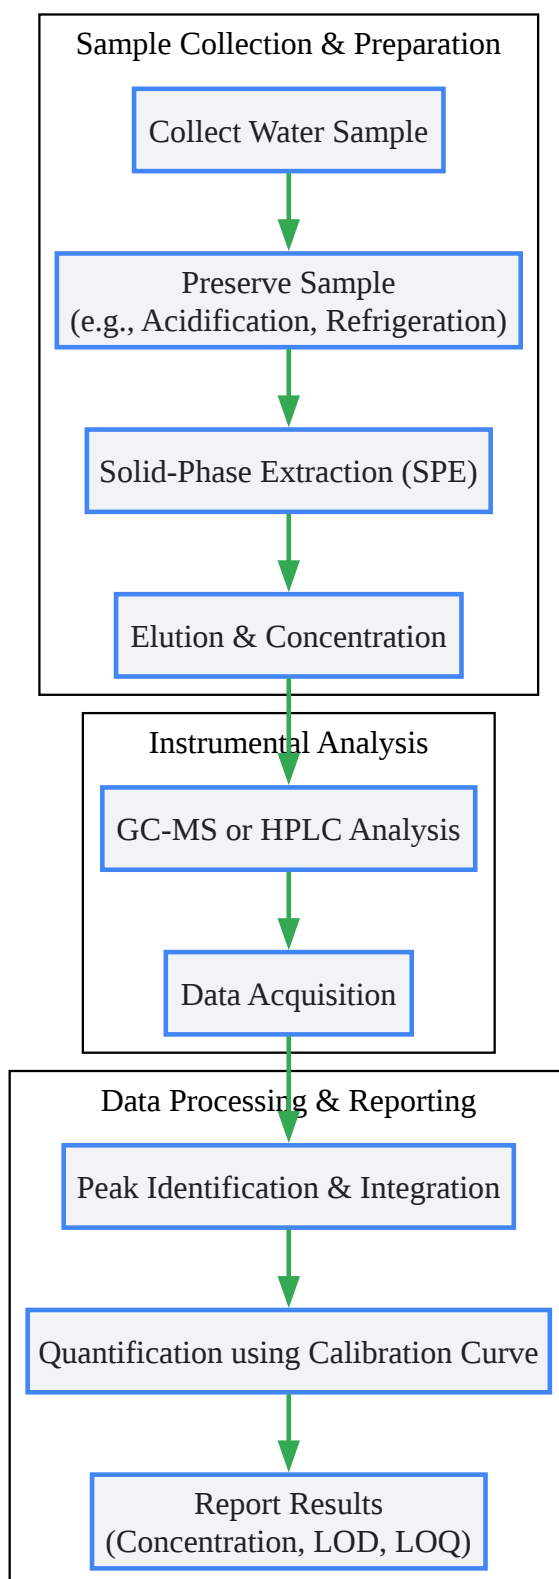 Sample Collection & Preparation
Collect Water Sample
Preserve Sample
(e.g., Acidification, Refrigeration)
Solid-Phase Extraction (SPE)
Elution & Concentration
Instrumental Analysis
GC-MS or HPLC Analysis
Data Acquisition
Data Processing & Reporting
Peak Identification & Integration
Quantification using Calibration Curve
Report Results
(Concentration, LOD, LOQ)